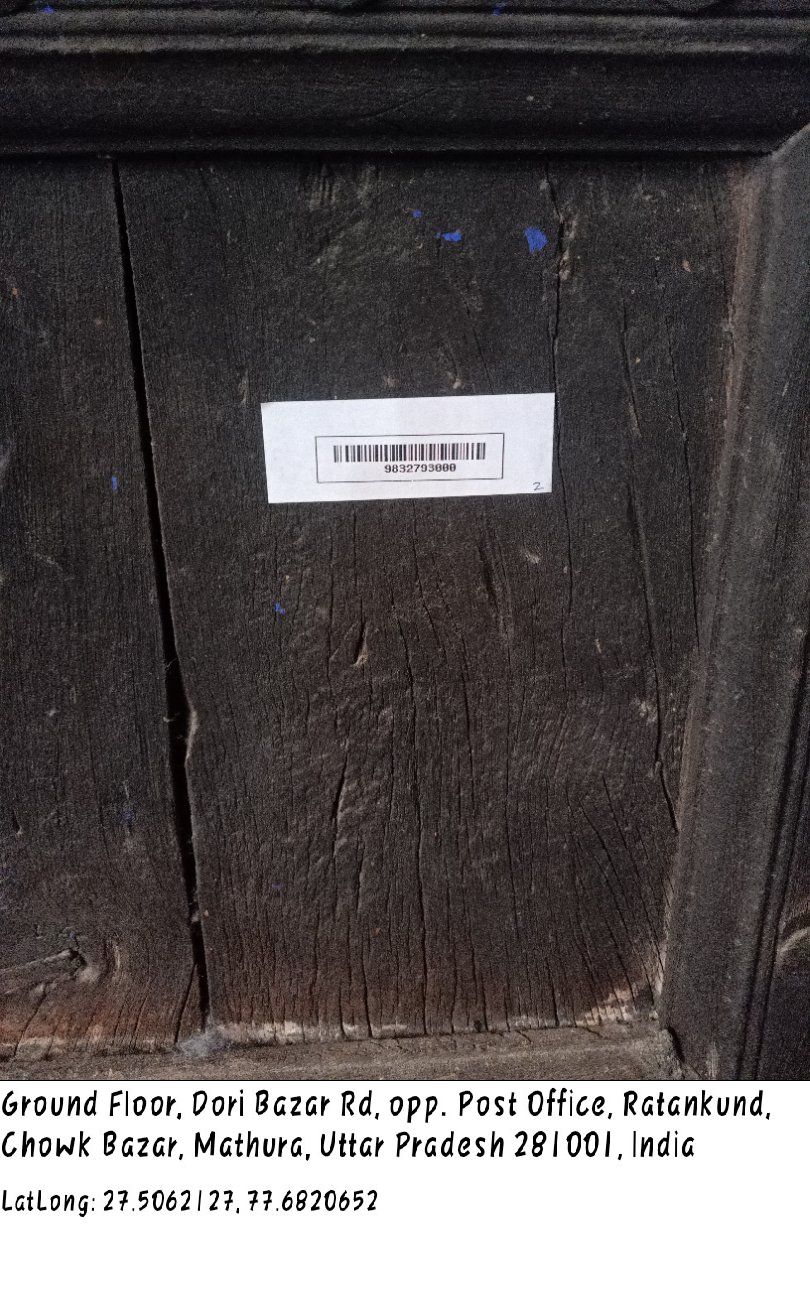 9832793000
2
Ground Floor, Dori Bazar Rd, opp. Post Office, Ratankund,
Chowk Bazar, Mathura, Uttar Pradesh 281001, India
LatLong: 27.5062127, 77.6820652